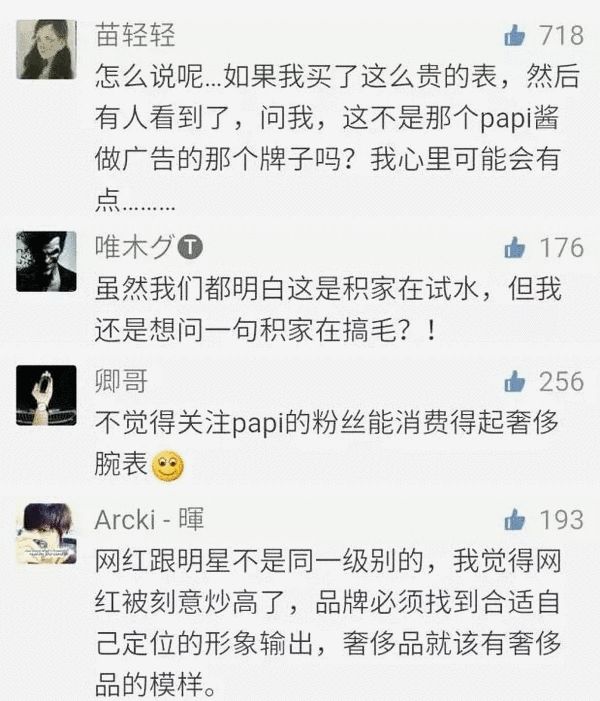 苗轻轻 718
怎么说呢...如果我买了这么贵的表，然后
有人看到了，问我，这不是那个papi酱
做广告的那个牌子吗？我心里可能会有
点………
唯木グT 176
虽然我们都明白这是积家在试水，但我
还是想问一句积家在搞毛？！
卿哥 256
不觉得关注papi的粉丝能消费得起奢侈
腕表
Arcki - 暉 193
网红跟明星不是同一级别的，我觉得网
红被刻意炒高了，品牌必须找到合适自
己定位的形象输出，奢侈品就该有奢侈
品的模样。